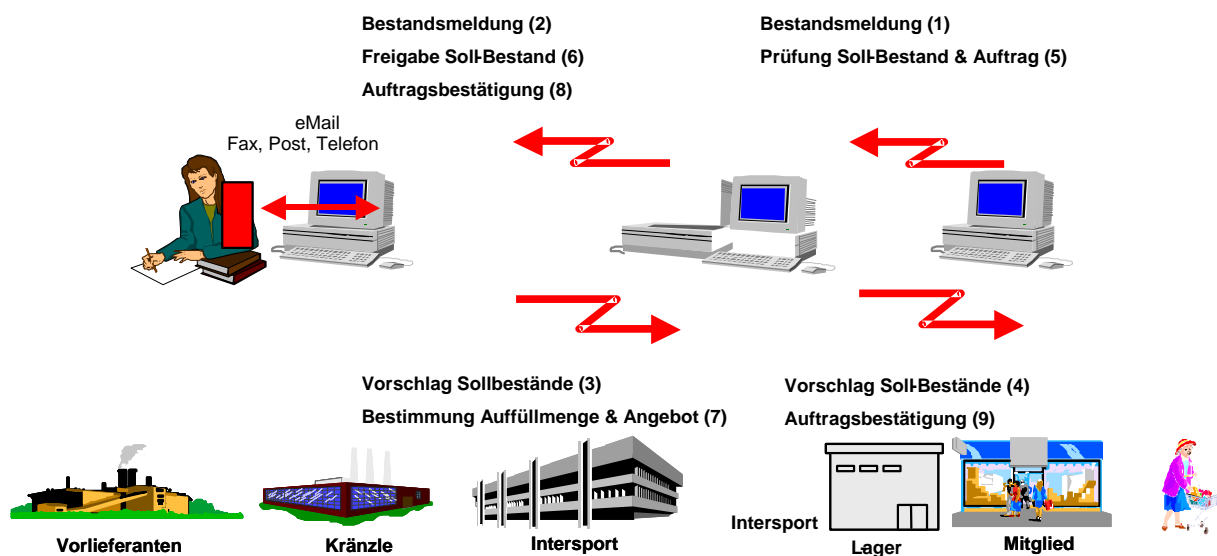 Bestandsmeldung (2)
Freigabe Soll-Bestand (6)
Auftragsbestätigung (8)
Bestandsmeldung (1)
Prüfung Soll-Bestand & Auftrag (5)
eMail
Fax, Post, Telefon
Vorschlag Sollbestände (3)
Bestimmung Auffüllmenge & Angebot (7)
Vorschlag Soll-Bestände (4)
Auftragsbestätigung (9)
Vorlieferanten
Kränzle
Intersport
Intersport
Lager
Mitglied